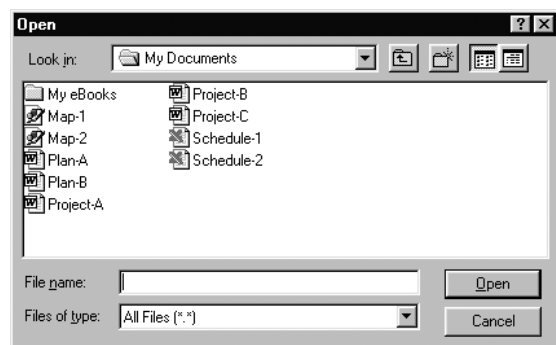 Open
Look in: My Documents
My eBooks
Map-1
Map-2
Plan-A
Plan-B
Project-A
Project-B
Project-C
Schedule-1
Schedule-2
File name: Open
Files of type: All Files (*.*) Cancel